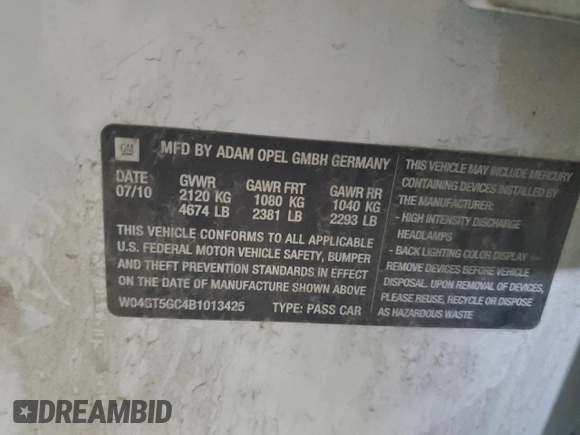 GM
MFD BY ADAM OPEL GMBH GERMANY
DATE GVWR GAWR FRT GAWR RR
07/10 2120 KG 1080 KG 1040 KG
4674 LB 2381 LB 2293 LB
THIS VEHICLE CONFORMS TO ALL APPLICABLE
U.S. FEDERAL MOTOR VEHICLE SAFETY, BUMPER
AND THEFT PREVENTION STANDARDS IN EFFECT
ON THE DATE OF MANUFACTURE SHOWN ABOVE
W04GT5GC4B1013425 TYPE: PASS CAR
THIS VEHICLE MAY INCLUDE MERCURY
CONTAINING DEVICES INSTALLED BY
THE MANUFACTURER:
- HIGH INTENSITY DISCHARGE
HEADLAMPS
- BACK LIGHTING COLOR DISPLAY
REMOVE DEVICES BEFORE VEHICLE
DISPOSAL. UPON REMOVAL OF DEVICES,
PLEASE REUSE, RECYCLE OR DISPOSE
AS HAZARDOUS WASTE
DREAMBID